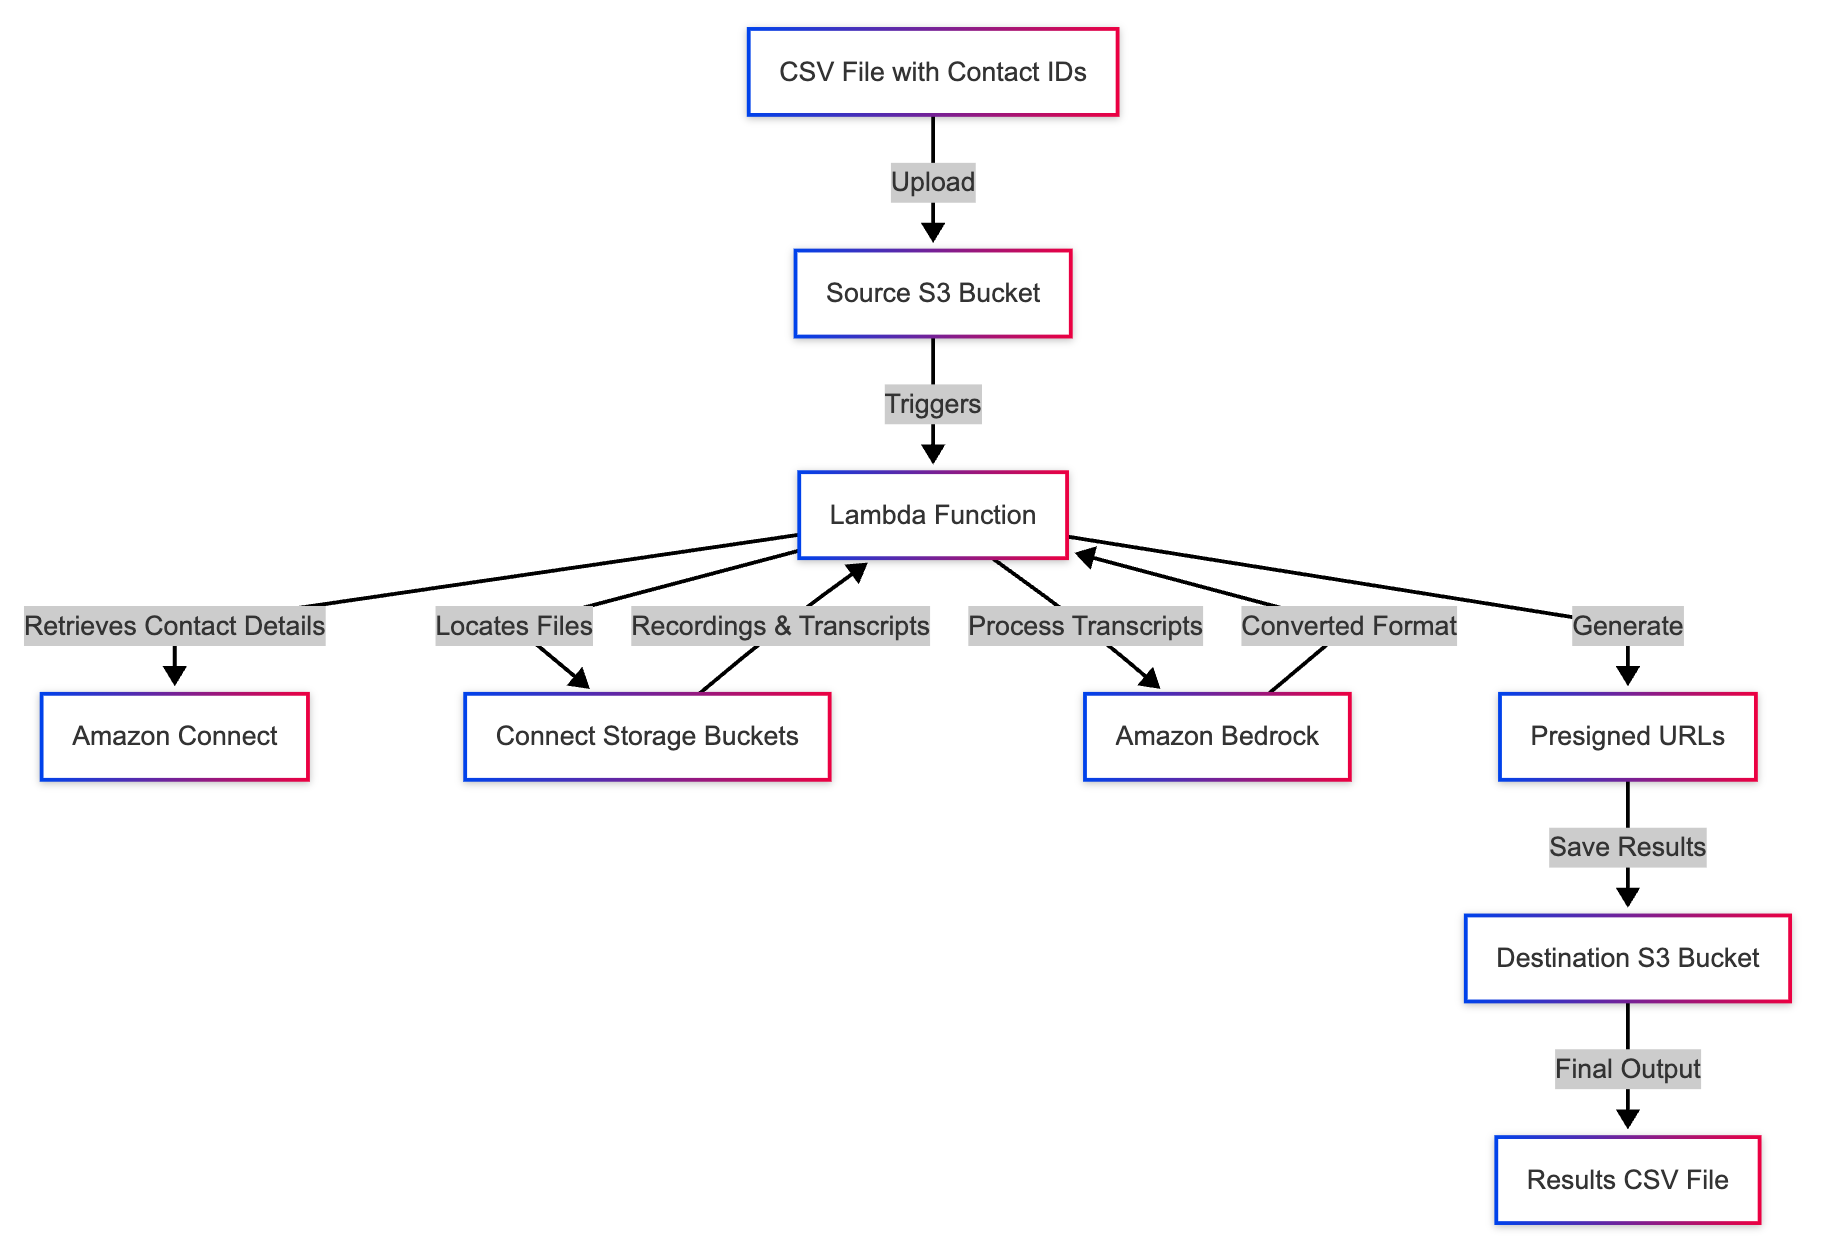 CSV File with Contact IDs
Upload
Source S3 Bucket
Triggers
Lambda Function
Retrieves Contact Details
Locates Files
Recordings & Transcripts
Process Transcripts
Converted Format
Generate
Amazon Connect
Connect Storage Buckets
Amazon Bedrock
Presigned URLs
Save Results
Destination S3 Bucket
Final Output
Results CSV File